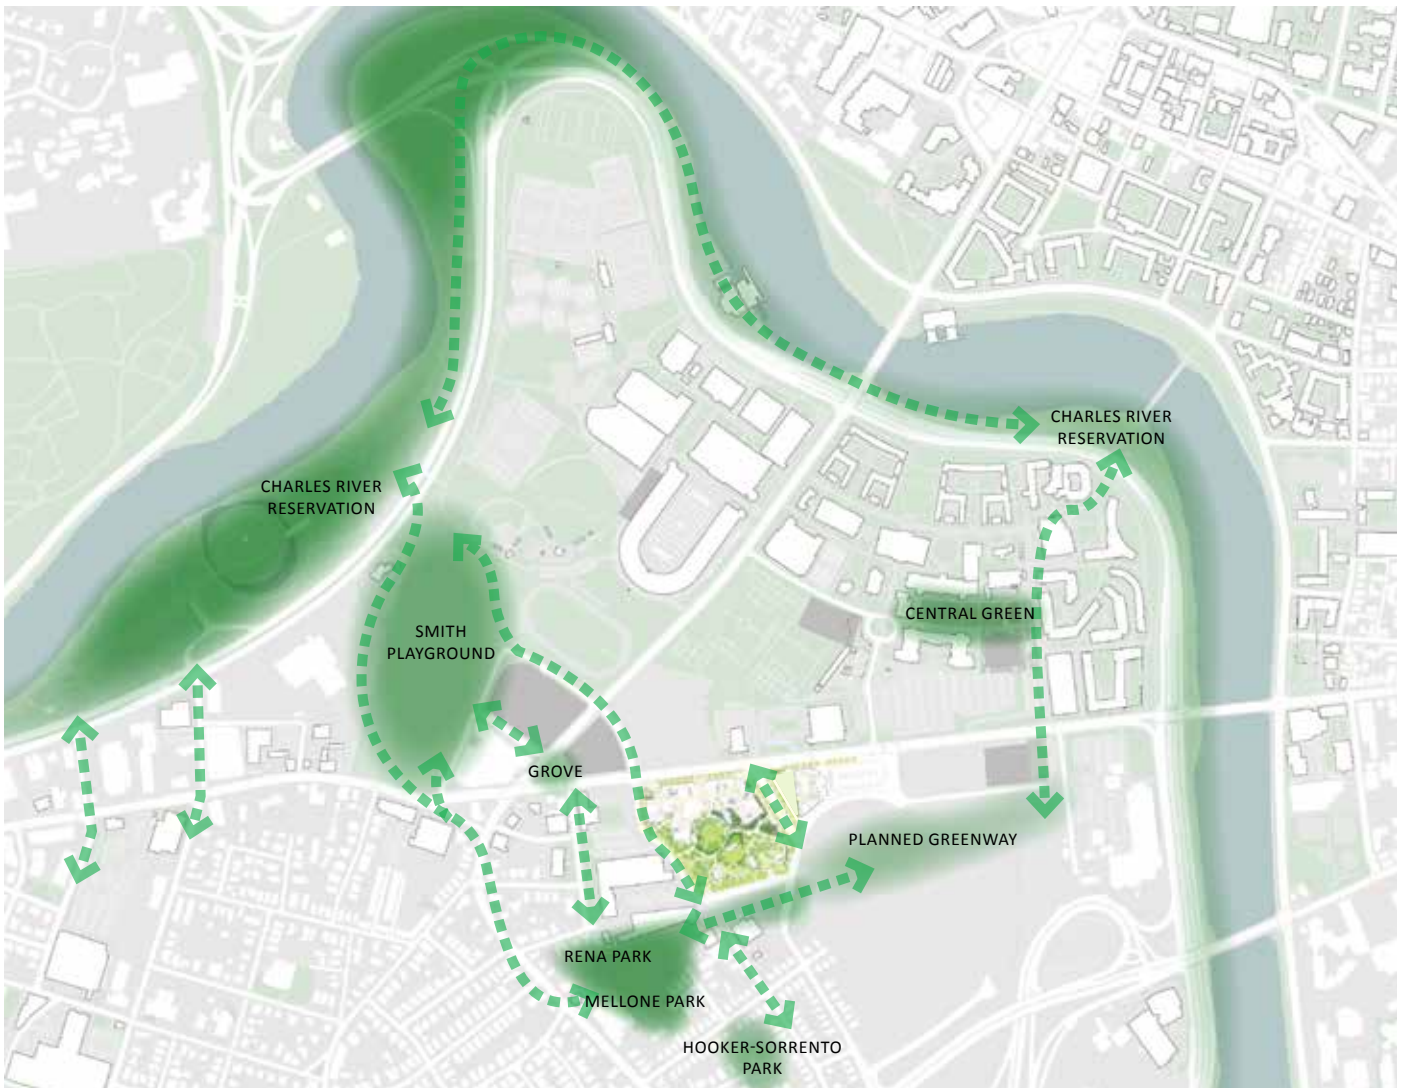 CHARLES RIVER
RESERVATION
CHARLES RIVER
RESERVATION
CENTRAL GREEN
SMITH
PLAYGROUND
GROVE
PLANNED GREENWAY
RENA PARK
MELLONE PARK
HOOKER-SORRENTO
PARK